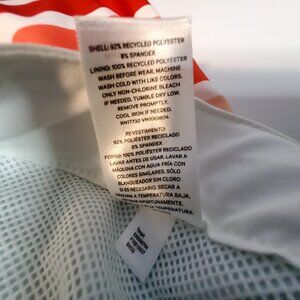 SHELL: 92% RECYCLED POLYESTER
8% SPANDEX
LINING: 100% RECYCLED POLYESTER
WASH BEFORE WEAR. MACHINE
WASH COLD WITH LIKE COLORS.
ONLY NON-CHLORINE BLEACH
IF NEEDED. TUMBLE DRY LOW.
REMOVE PROMPTLY.
COOL IRON IF REQUIRED.
REVESTIMIENTO:
92% POLIÉSTER RECICLADO
8% SPANDEX
FORRO: 100% POLIÉSTER RECICLADO
LAVAR ANTES DE USAR. LAVAR A
MÁQUINA CON AGUA FRÍA CON
COLORES SIMILARES. SÓLO
BLANQUEADOR SIN CLORO
SI ES NECESARIO. SECAR A
MÁQUINA A TEMPERATURA BAJA.
OPORTUNAMENTE.
A TEMPERATURA